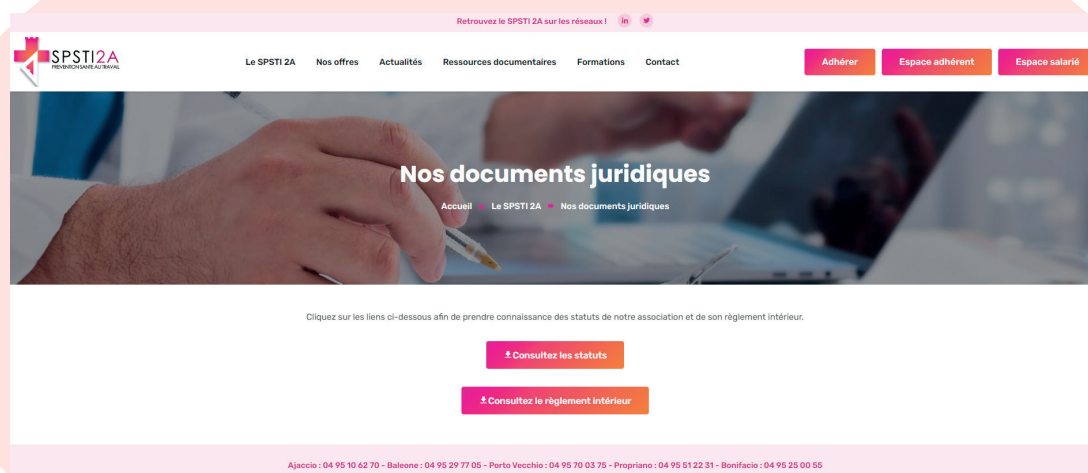 Retrouvez le SPSTI 2A sur les réseaux !
SPSTI2A
PRÉVENTION SANTÉ AU TRAVAIL
Le SPSTI 2A Nos offres Actualités Ressources documentaires Formations Contact
Adhérer Espace adhérent Espace salarié
Nos documents juridiques
Accueil Le SPSTI 2A Nos documents juridiques
Cliquez sur les liens ci-dessous afin de prendre connaissance des statuts de notre association et de son règlement intérieur.
Consultez les statuts
Consultez le règlement intérieur
Ajaccio : 04 95 10 62 70 - Baleone : 04 95 29 77 05 - Porto Vecchio : 04 95 70 03 75 - Propriano : 04 95 51 22 31 - Bonifacio : 04 95 25 00 55